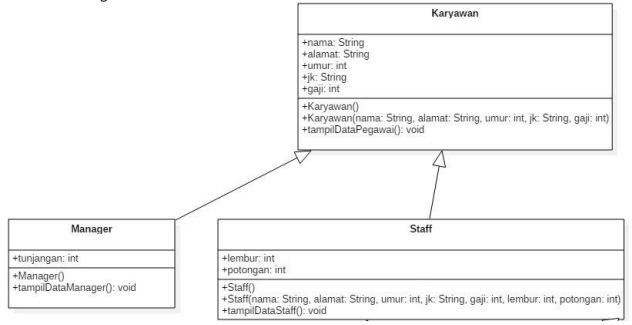 Karyawan
+nama: String
+alamat: String
+umur: int
+jk: String
+gaji: int
+Karyawan()
+Karyawan(nama: String, alamat: String, umur: int, jk: String, gaji: int)
+tampilDataPegawai(): void
Manager
+tunjangan: int
+Manager()
+tampilDataManager(): void
Staff
+lembur: int
+potongan: int
+Staff()
+Staff(nama: String, alamat: String, umur: int, jk: String, gaji: int, lembur: int, potongan: int)
+tampilDataStaff(): void